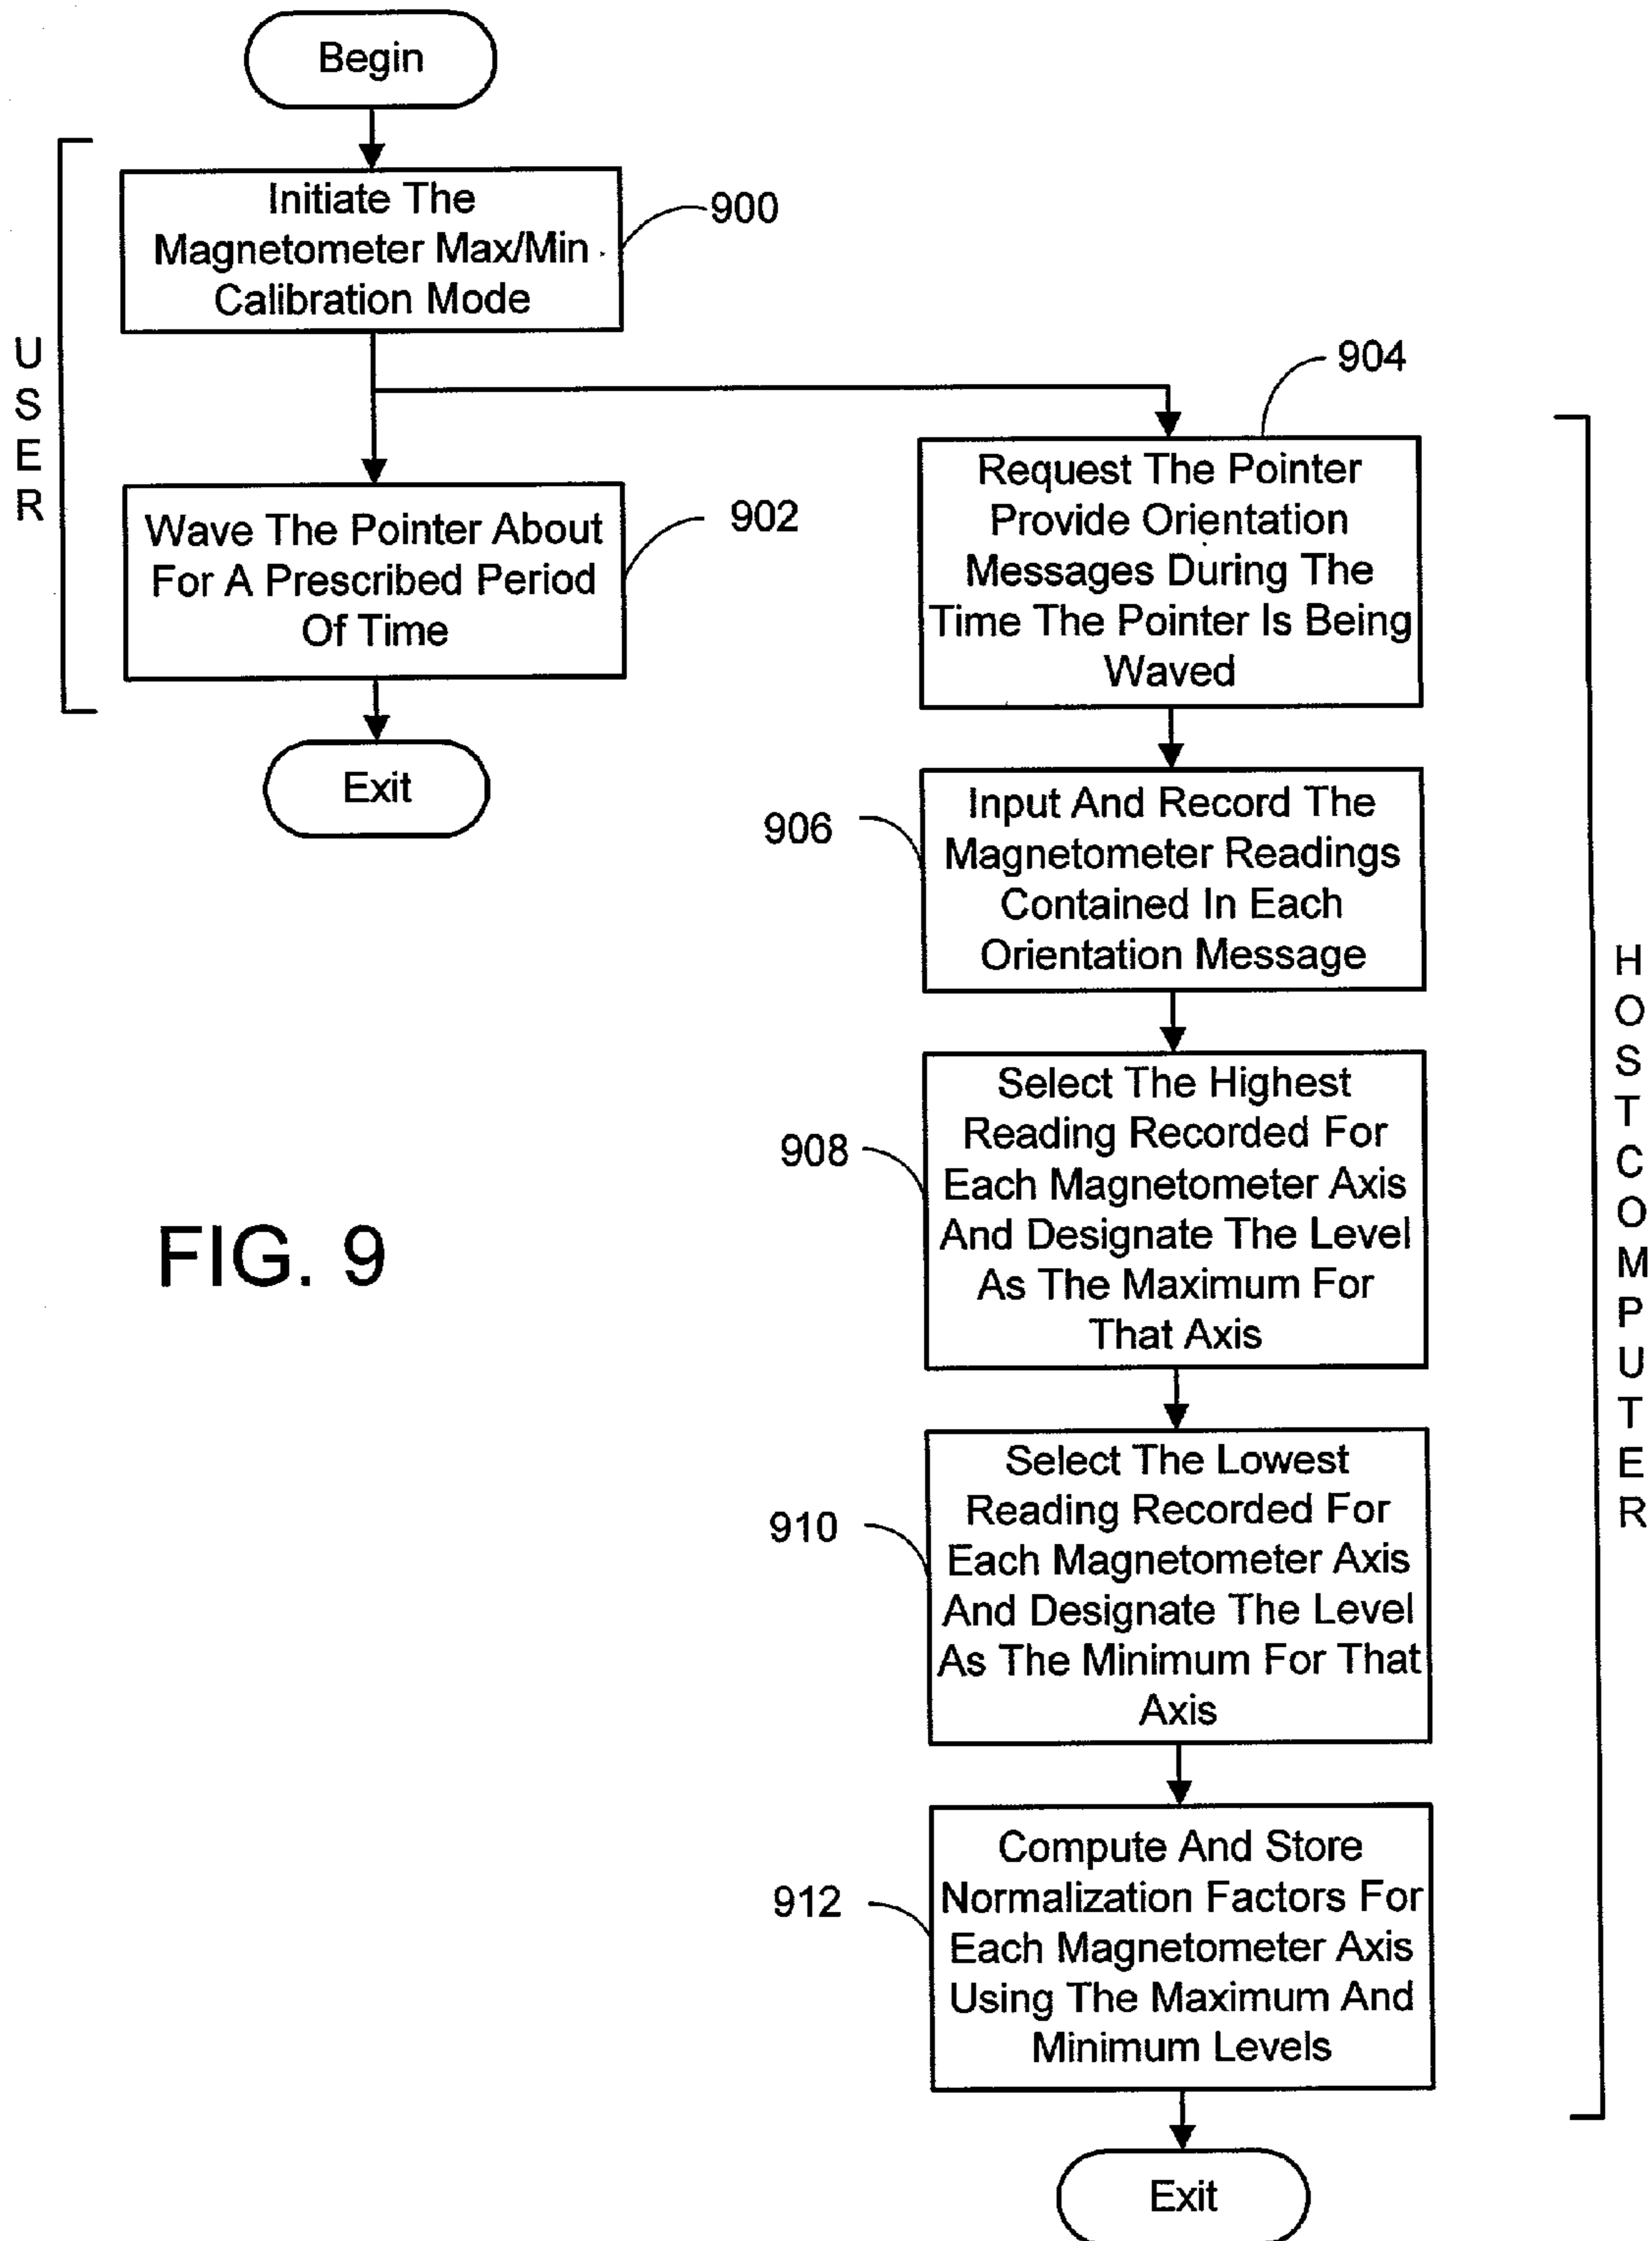 Begin
Initiate The
Magnetometer Max/Min
Calibration Mode
900
USER
Wave The Pointer About
For A Prescribed Period
Of Time
902
Exit
904
Request The Pointer
Provide Orientation
Messages During The
Time The Pointer Is Being
Waved
906
Input And Record The
Magnetometer Readings
Contained In Each
Orientation Message
908
Select The Highest
Reading Recorded For
Each Magnetometer Axis
And Designate The Level
As The Maximum For
That Axis
910
Select The Lowest
Reading Recorded For
Each Magnetometer Axis
And Designate The Level
As The Minimum For That
Axis
912
Compute And Store
Normalization Factors For
Each Magnetometer Axis
Using The Maximum And
Minimum Levels
Exit
HOSTCOMPUTER
FIG. 9